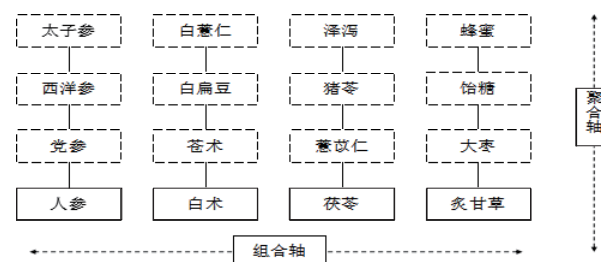 太子参 白薏仁 泽泻 蜂蜜
西洋参 白扁豆 猪苓 饴糖
党参 苍术 薏苡仁 大枣
人参 白术 茯苓 炙甘草
聚合轴
组合轴